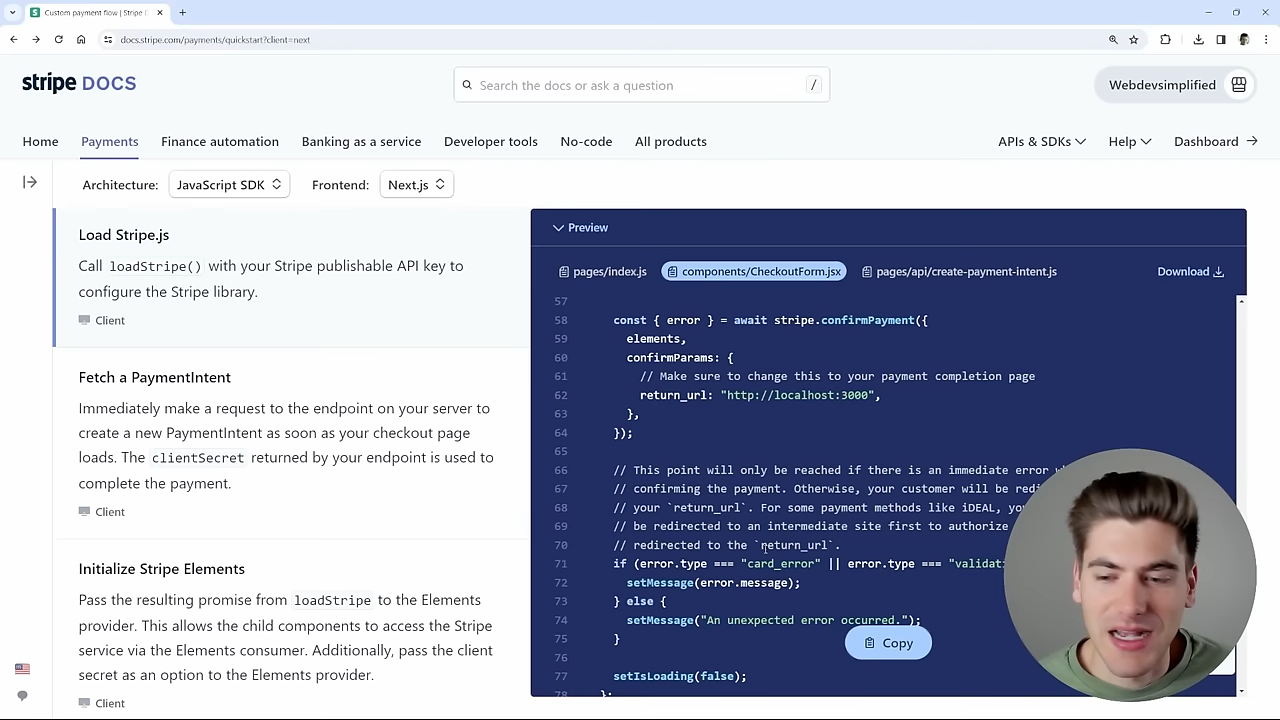 Custom payment flow | Stripe
docs.stripe.com/payments/quickstart?client=next
stripe DOCS
Search the docs or ask a question
/
Webdevsimplified
Home
Payments
Finance automation
Banking as a service
Developer tools
No-code
All products
APIs & SDKs
Help
Dashboard
Architecture:
JavaScript SDK
Frontend:
Next.js
Load Stripe.js
Call loadStripe() with your Stripe publishable API key to
configure the Stripe library.
Client
Fetch a PaymentIntent
Immediately make a request to the endpoint on your server to
create a new PaymentIntent as soon as your checkout page
loads. The clientSecret returned by your endpoint is used to
complete the payment.
Client
Initialize Stripe Elements
Pass the resulting promise from loadStripe to the Elements
provider. This allows the child components to access the Stripe
service via the Elements consumer. Additionally, pass the client
secret as an option to the Elements provider.
Client
Preview
pages/index.js
components/CheckoutForm.jsx
pages/api/create-payment-intent.js
Download
57
58 const { error } = await stripe.confirmPayment({
59 elements,
60 confirmParams: {
61 // Make sure to change this to your payment completion page
62 return_url: "http://localhost:3000",
63 },
64 });
65
66 // This point will only be reached if there is an immediate error
67 // confirming the payment. Otherwise, your customer will be
68 // your `return_url`. For some payment methods like iDEAL,
69 // be redirected to an intermediate site first to authorize
70 // redirected to the `return_url`.
71 if (error.type === "card_error" || error.type ===
72 setMessage(error.message);
73 } else {
74 setMessage("An unexpected error occurred.");
75 }
76
77 setIsLoading(false);
78 };
Copy